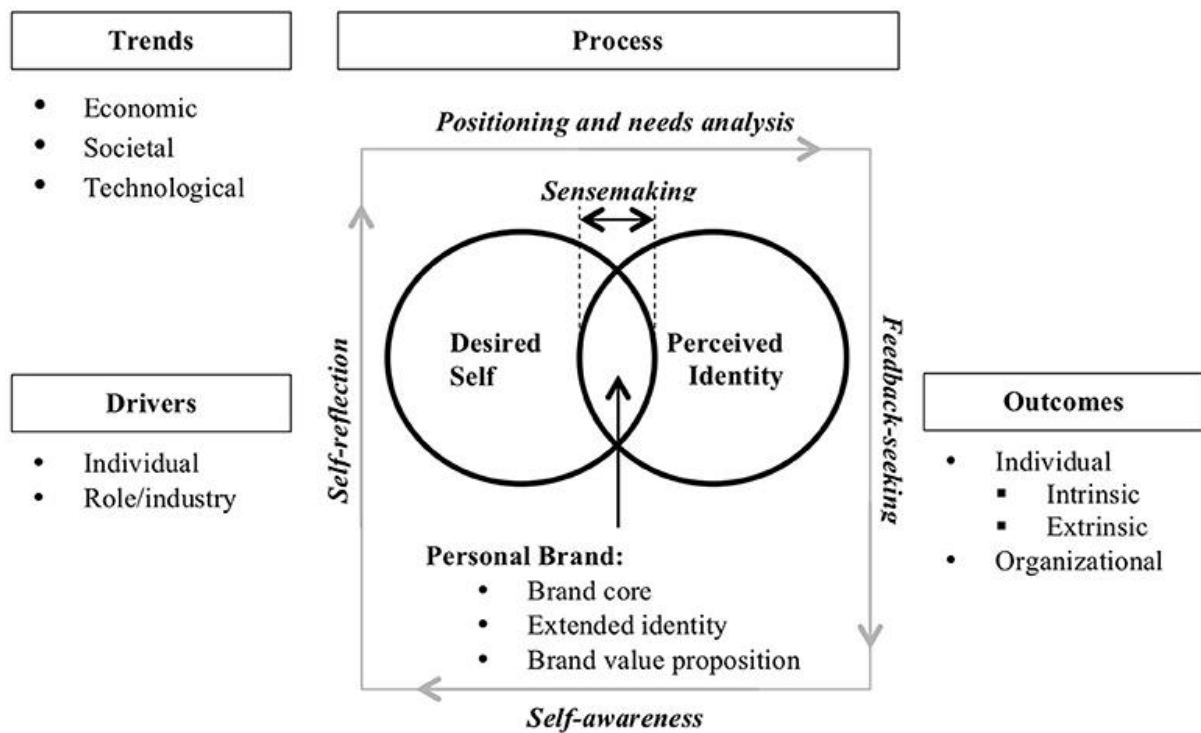 Trends
Economic
Societal
Technological
Drivers
Individual
Role/industry
Process
Positioning and needs analysis
Sensemaking
Desired
Self
Perceived
Identity
Self-reflection
Feedback-seeking
Personal Brand:
Brand core
Extended identity
Brand value proposition
Self-awareness
Outcomes
Individual
Intrinsic
Extrinsic
Organizational